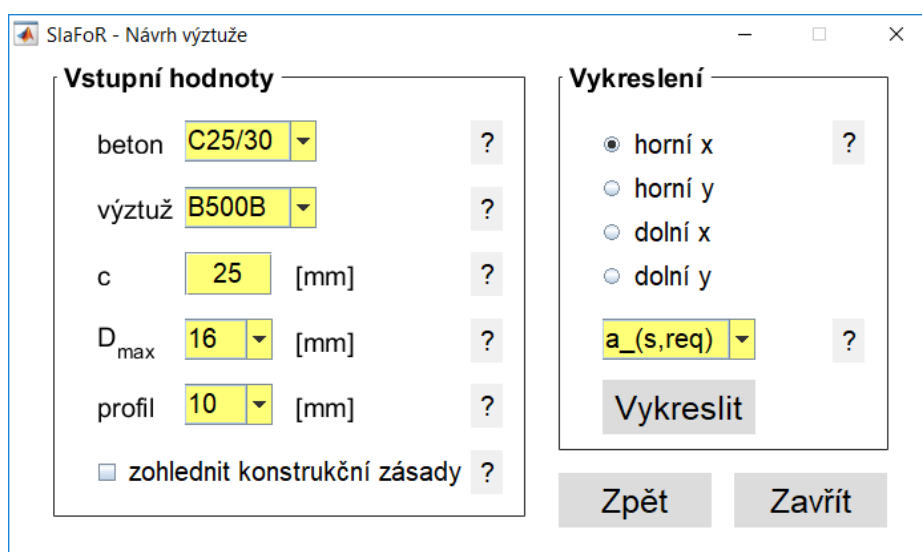 SlaFoR - Návrh výztuže
Vstupní hodnoty
beton C25/30 ?
výztuž B500B ?
c 25 [mm] ?
Dmax 16 [mm] ?
profil 10 [mm] ?
zohlednit konstrukční zásady ?
Vykreslení
horní x ?
horní y
dolní x
dolní y
a_(s,req) ?
Vykreslit
Zpět Zavřít